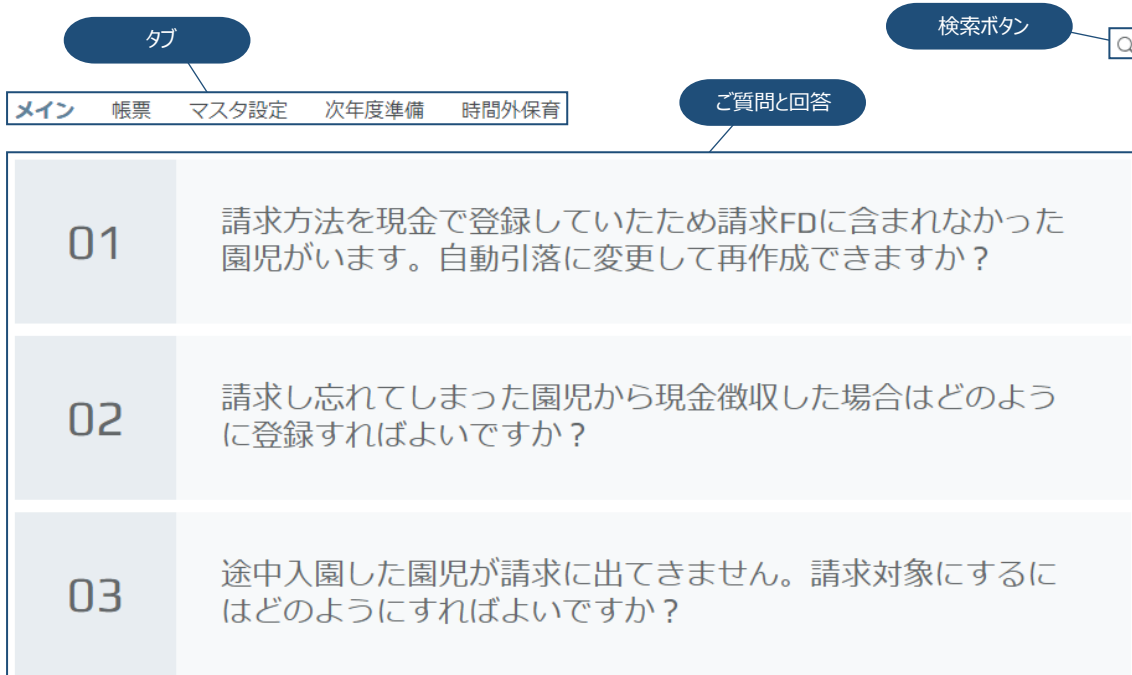 タブ
検索ボタン
メイン 帳票 マスタ設定 次年度準備 時間外保育
ご質問と回答
01
請求方法を現金で登録していたため請求FDに含まれなかった
園児がいます。自動引落に変更して再作成できますか？
02
請求し忘れてしまった園児から現金徴収した場合はどのよう
に登録すればよいですか？
03
途中入園した園児が請求に出てきません。請求対象にするに
はどのようにすればよいですか？